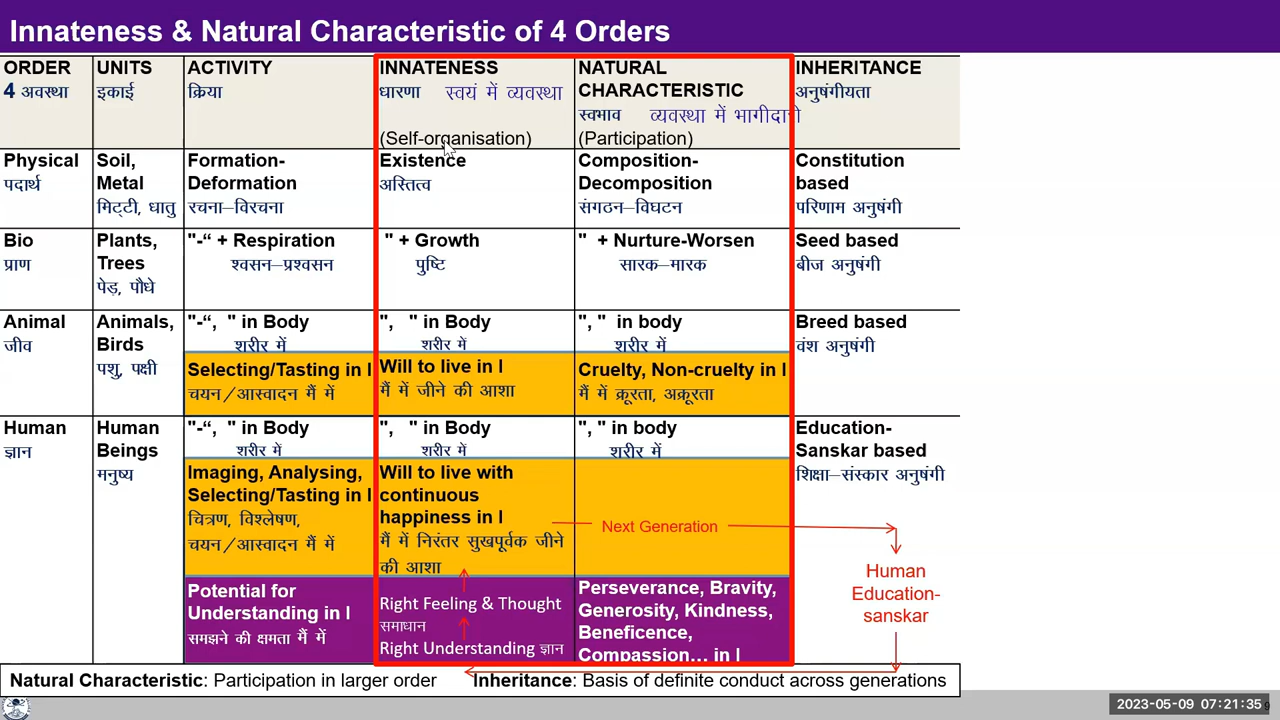 Innateness & Natural Characteristic of 4 Orders
ORDER
4 अवस्था
UNITS
इकाई
ACTIVITY
क्रिया
INNATENESS
धारणा स्वयं में व्यवस्था
(Self-organisation)
NATURAL
CHARACTERISTIC
स्वभाव व्यवस्था में भागीदारी
(Participation)
INHERITANCE
अनुषंगीयता
Physical
पदार्थ
Soil,
Metal
मिट्टी, धातु
Formation-
Deformation
रचना–विरचना
Existence
अस्तित्व
Composition-
Decomposition
संगठन–विघटन
Constitution
based
परिणाम अनुषंगी
Bio
प्राण
Plants,
Trees
पेड़, पौधे
"-“ + Respiration
श्वसन–प्रश्वसन
" + Growth
पुष्टि
" + Nurture-Worsen
सारक–मारक
Seed based
बीज अनुषंगी
Animal
जीव
Animals,
Birds
पशु, पक्षी
"-“, " in Body
शरीर में
Selecting/Tasting in I
चयन/आस्वादन मैं में
", " in Body
शरीर में
Will to live in I
मैं में जीने की आशा
", " in body
शरीर में
Cruelty, Non-cruelty in I
मैं में क्रूरता, अक्रूरता
Breed based
वंश अनुषंगी
Human
ज्ञान
Human
Beings
मनुष्य
"-“, " in Body
शरीर में
Imaging, Analysing,
Selecting/Tasting in I
चित्रण, विश्लेषण,
चयन/आस्वादन मैं में
Potential for
Understanding in I
समझने की क्षमता मैं में
", " in Body
शरीर में
Will to live with
continuous
happiness in I
मैं में निरंतर सुखपूर्वक जीने
की आशा
Right Feeling & Thought
समाधान
Right Understanding ज्ञान
", " in body
शरीर में
Next Generation
Perseverance, Bravity,
Generosity, Kindness,
Beneficence,
Compassion... in I
Education-
Sanskar based
शिक्षा–संस्कार अनुषंगी
Human
Education-
sanskar
Natural Characteristic: Participation in larger order Inheritance: Basis of definite conduct across generations
2023-05-09 07:21:35
9